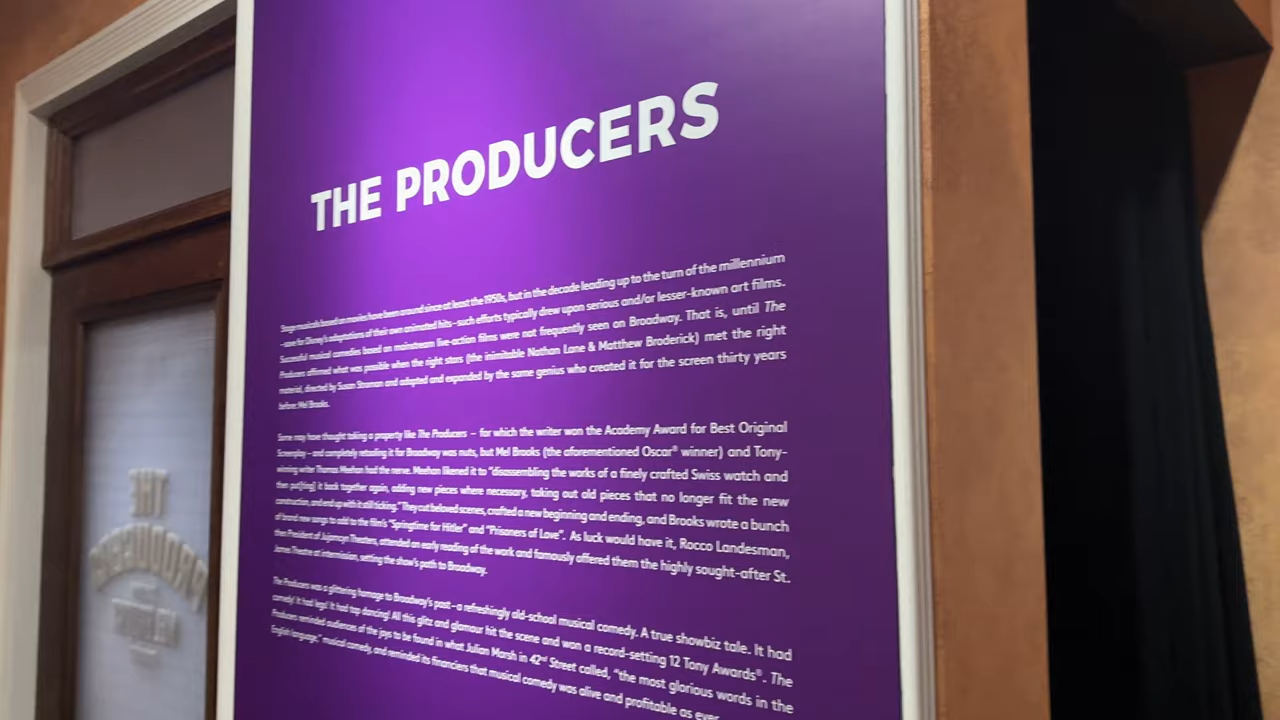 THE PRODUCERS
Stage musicals based on movies have been around since at least the 1950s, but in the decade leading up to the turn of the millennium
–save for Disney's adaptations of their own animated hits–such efforts typically drew upon serious and/or lesser-known art films.
Successful musical comedies based on mainstream live-action films were not frequently seen on Broadway. That is, until The
Producers affirmed what was possible when the right stars (the inimitable Nathan Lane & Matthew Broderick) met the right
material, directed by Susan Stroman and adapted and expanded by the same genius who created it for the screen thirty years
before: Mel Brooks.
Some may have thought taking a property like The Producers – for which the writer won the Academy Award for Best Original
Screenplay –and completely retooling it for Broadway was nuts, but Mel Brooks (the aforementioned Oscar® winner) and Tony-
winning writer Thomas Meehan had the nerve. Meehan likened it to "disassembling the works of a finely crafted Swiss watch and
then put(ting) it back together again, adding new pieces where necessary, taking out old pieces that no longer fit the new
construction, and end up with it still ticking." They cut beloved scenes, crafted a new beginning and ending, and Brooks wrote a bunch
of brand new songs to add to the film's "Springtime for Hitler" and "Prisoners of Love". As luck would have it, Rocco Landesman,
then President of Jujamcyn Theaters, attended an early reading of the work and famously offered them the highly sought-after St.
James Theatre at intermission, setting the show's path to Broadway.
The Producers was a glittering homage to Broadway's past–a refreshingly old-school musical comedy. A true showbiz tale. It had
comedy! It had legs! It had tap dancing! All this glitz and glamour hit the scene and won a record-setting 12 Tony Awards®. The
Producers reminded audiences of the joys to be found in what Julian Marsh in 42nd Street called, "the most glorious words in the
English language," musical comedy, and reminded its financiers that musical comedy was alive and profitable as ever
THE
PRODUCERS